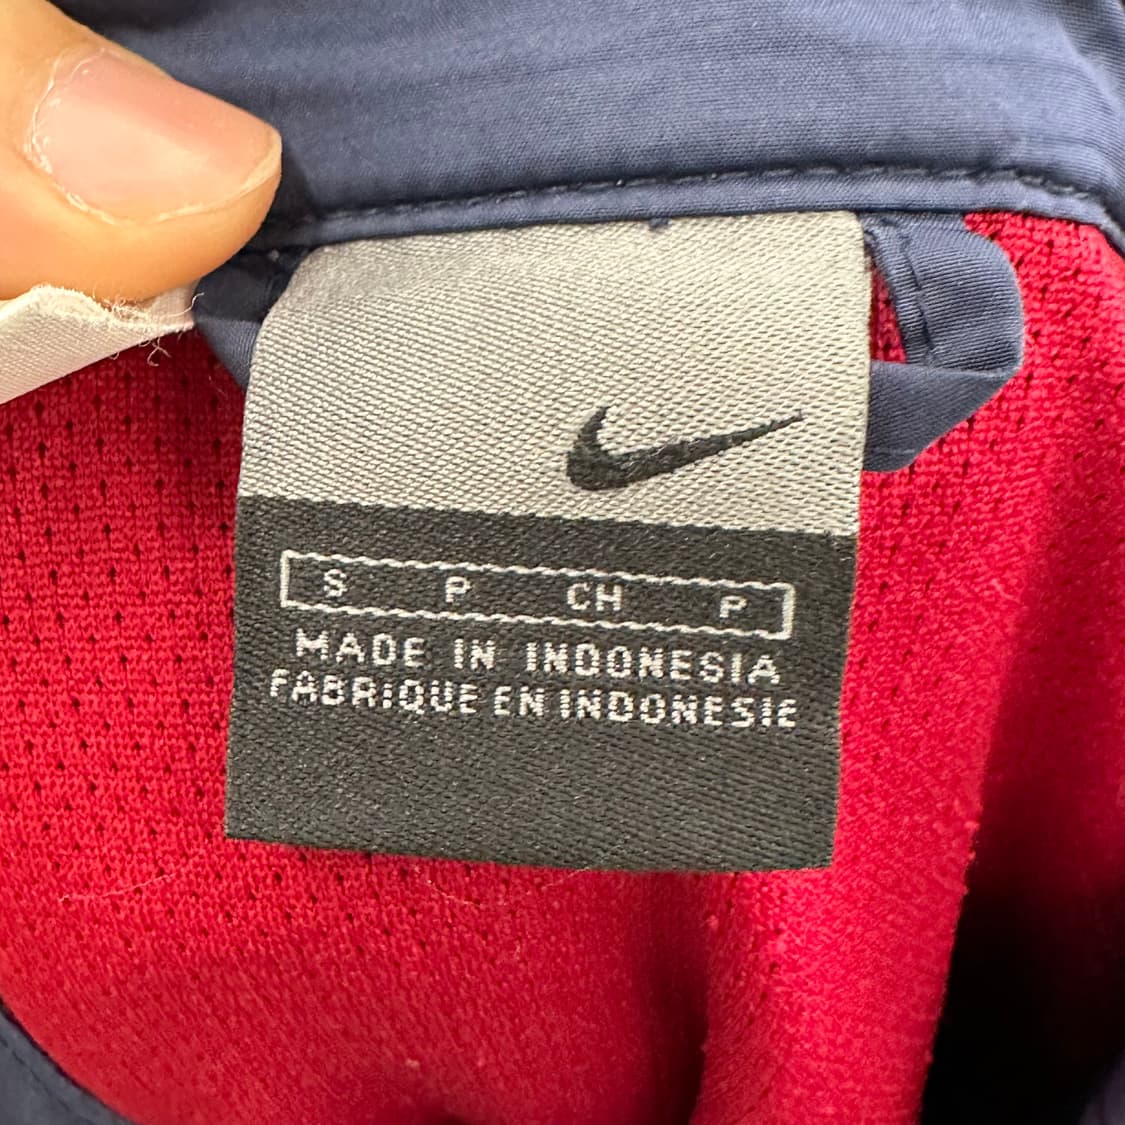 S P CH P
MADE IN INDONESIA
FABRIQUE EN INDONESIE